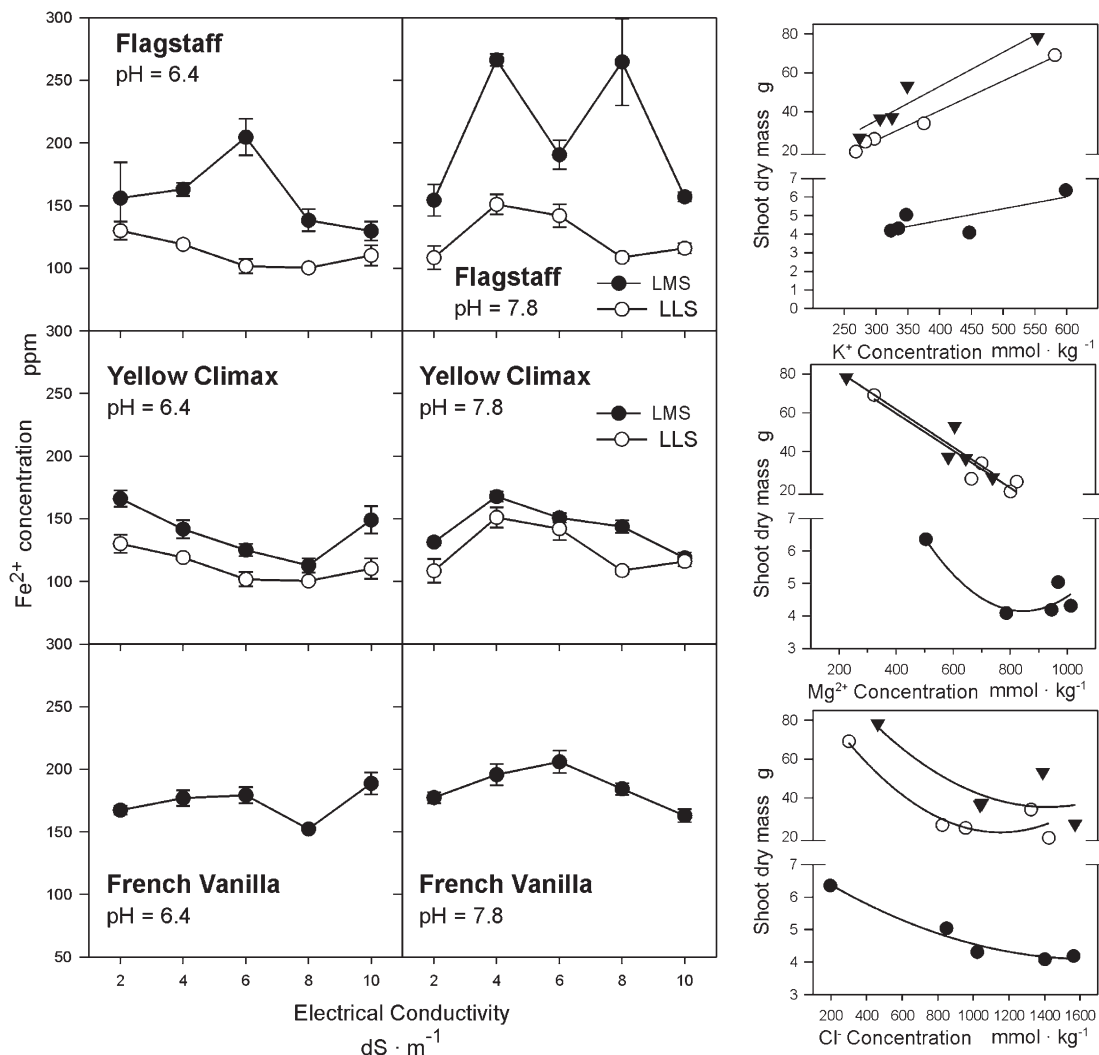 Flagstaff
pH = 6.4
Flagstaff
pH = 7.8
LMS
LLS
Yellow Climax
pH = 6.4
Yellow Climax
pH = 7.8
LMS
LLS
French Vanilla
pH = 6.4
French Vanilla
pH = 7.8
Fe²⁺ concentration ppm
300
250
200
150
100
300
250
200
150
100
300
250
200
150
100
50
2 4 6 8 10 2 4 6 8 10
Electrical Conductivity
dS · m⁻¹
Shoot dry mass g
80
60
40
20
7
6
5
4
3
2
1
0
250 300 350 400 450 500 550 600
K⁺ Concentration mmol · kg⁻¹
Shoot dry mass g
80
60
40
20
7
6
5
4
3
200 400 600 800 1000
Mg²⁺ Concentration mmol · kg⁻¹
Shoot dry mass g
80
60
40
20
7
6
5
4
3
200 400 600 800 1000 1200 1400 1600
Cl⁻ Concentration mmol · kg⁻¹